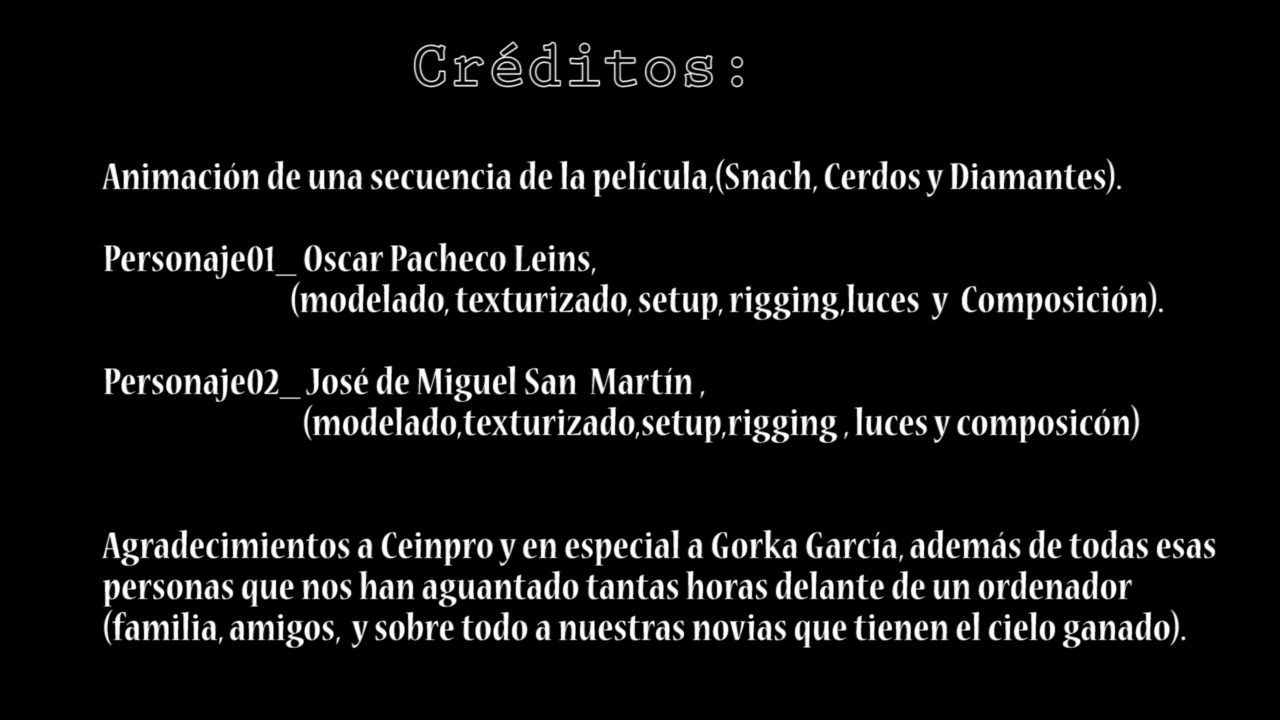 Créditos:
Animación de una secuencia de la película,(Snach, Cerdos y Diamantes).
Personaje01_ Oscar Pacheco Leins,
(modelado, texturizado, setup, rigging,luces y Composición).
Personaje02_ José de Miguel San Martín ,
(modelado,texturizado,setup,rigging , luces y composicón)
Agradecimientos a Ceinpro y en especial a Gorka García, además de todas esas
personas que nos han aguantado tantas horas delante de un ordenador
(familia, amigos, y sobre todo a nuestras novias que tienen el cielo ganado).